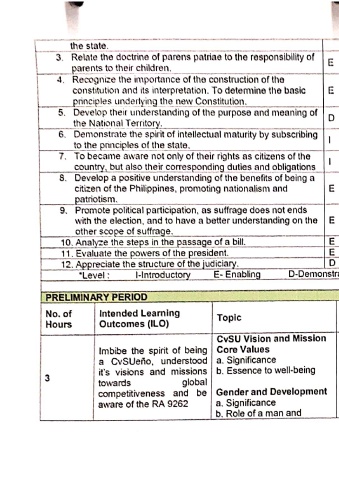 the state.
3. Relate the doctrine of parens patriae to the responsibility of
parents to their children.
E
4. Recognize the importance of the construction of the
constitution and its interpretation. To determine the basic
principles underlying the new Constitution.
E
5. Develop their understanding of the purpose and meaning of
the National Territory.
D
6. Demonstrate the spirit of intellectual maturity by subscribing
to the principles of the state.
I
7. To became aware not only of their rights as citizens of the
country, but also their corresponding duties and obligations
I
8. Develop a positive understanding of the benefits of being a
citizen of the Philippines, promoting nationalism and
patriotism.
E
9. Promote political participation, as suffrage does not ends
with the election, and to have a better understanding on the
other scope of suffrage.
E
10. Analyze the steps in the passage of a bill. E
11. Evaluate the powers of the president. E
12. Appreciate the structure of the judiciary. D
*Level : I-Introductory E- Enabling D-Demonstra
PRELIMINARY PERIOD
No. of
Hours
Intended Learning
Outcomes (ILO)
Topic
3
Imbibe the spirit of being
a CvSUeño, understood
it's visions and missions
towards global
competitiveness and be
aware of the RA 9262
CvSU Vision and Mission
Core Values
a. Significance
b. Essence to well-being
Gender and Development
a. Significance
b. Role of a man and